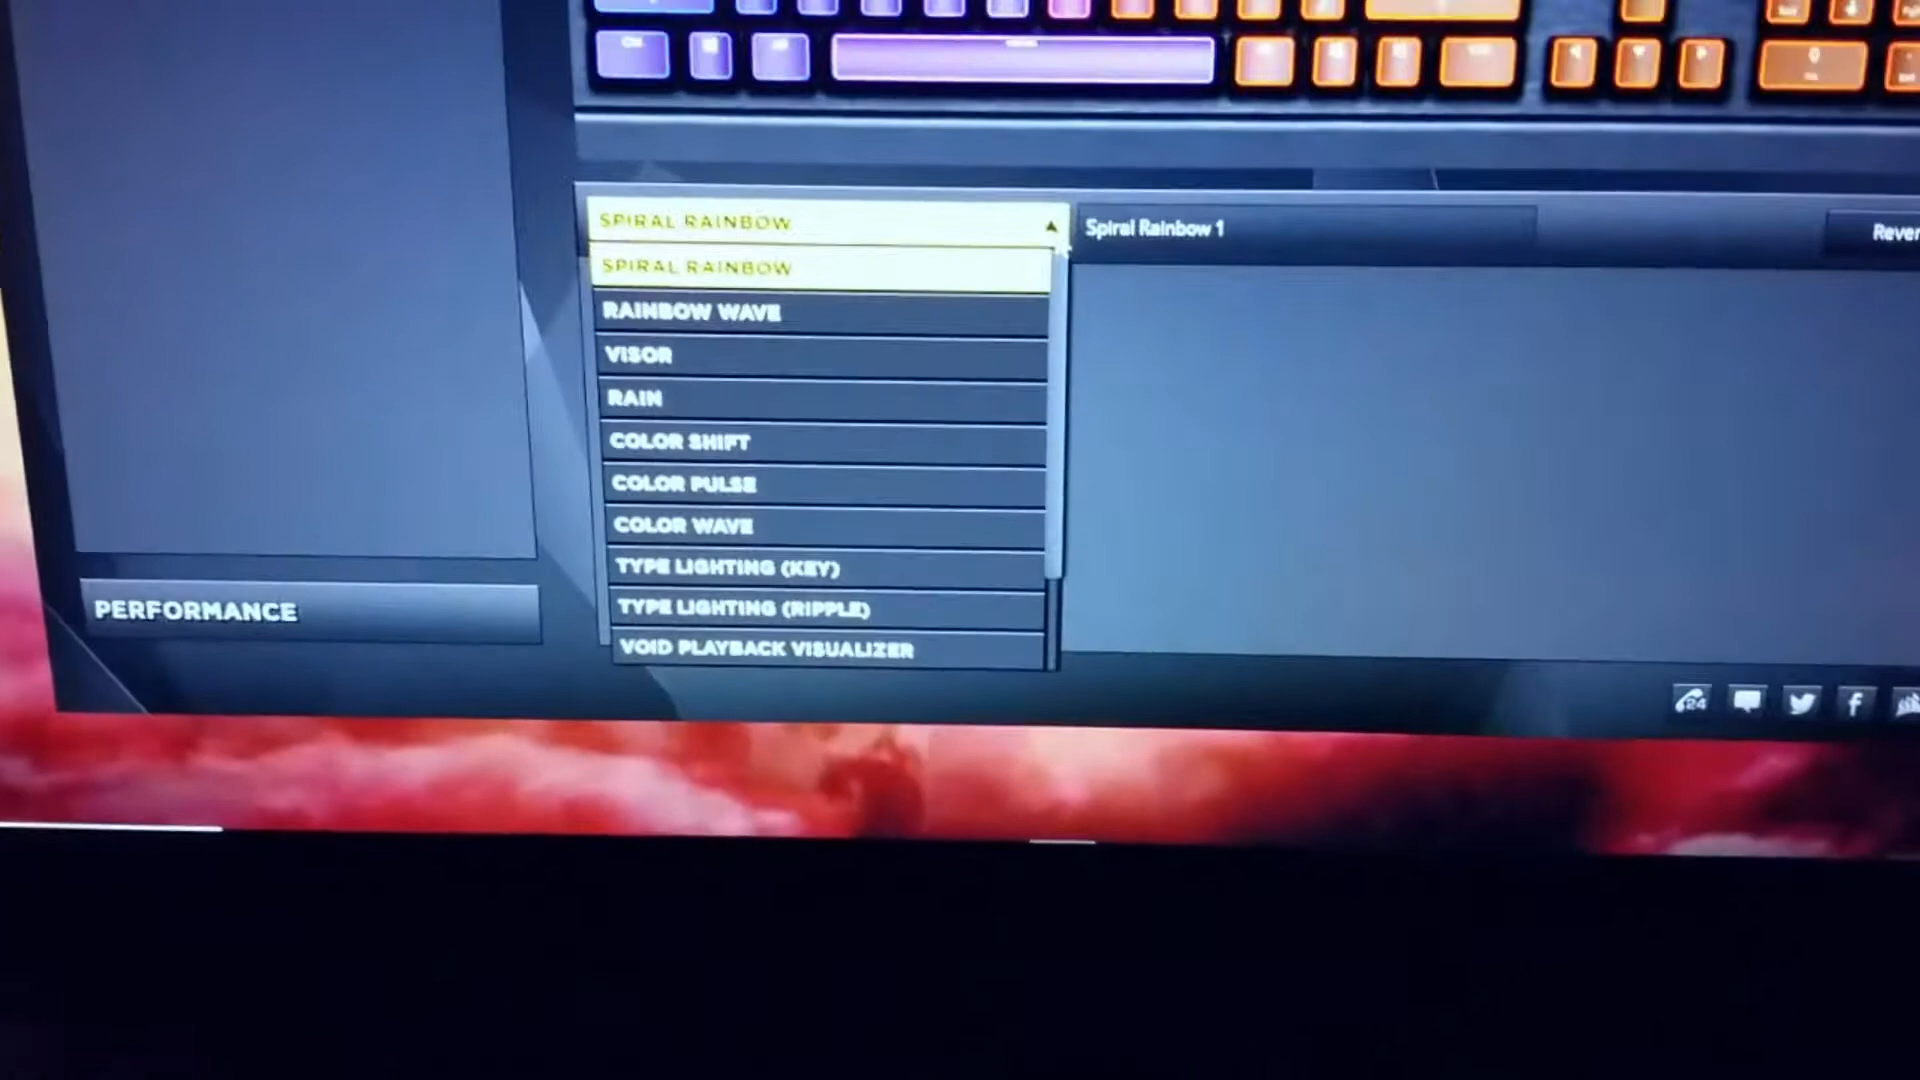 SPIRAL RAINBOW
Spiral Rainbow 1
Rever
SPIRAL RAINBOW
RAINBOW WAVE
VISOR
RAIN
COLOR SHIFT
COLOR PULSE
COLOR WAVE
TYPE LIGHTING (KEY)
TYPE LIGHTING (RIPPLE)
VOID PLAYBACK VISUALIZER
PERFORMANCE
24